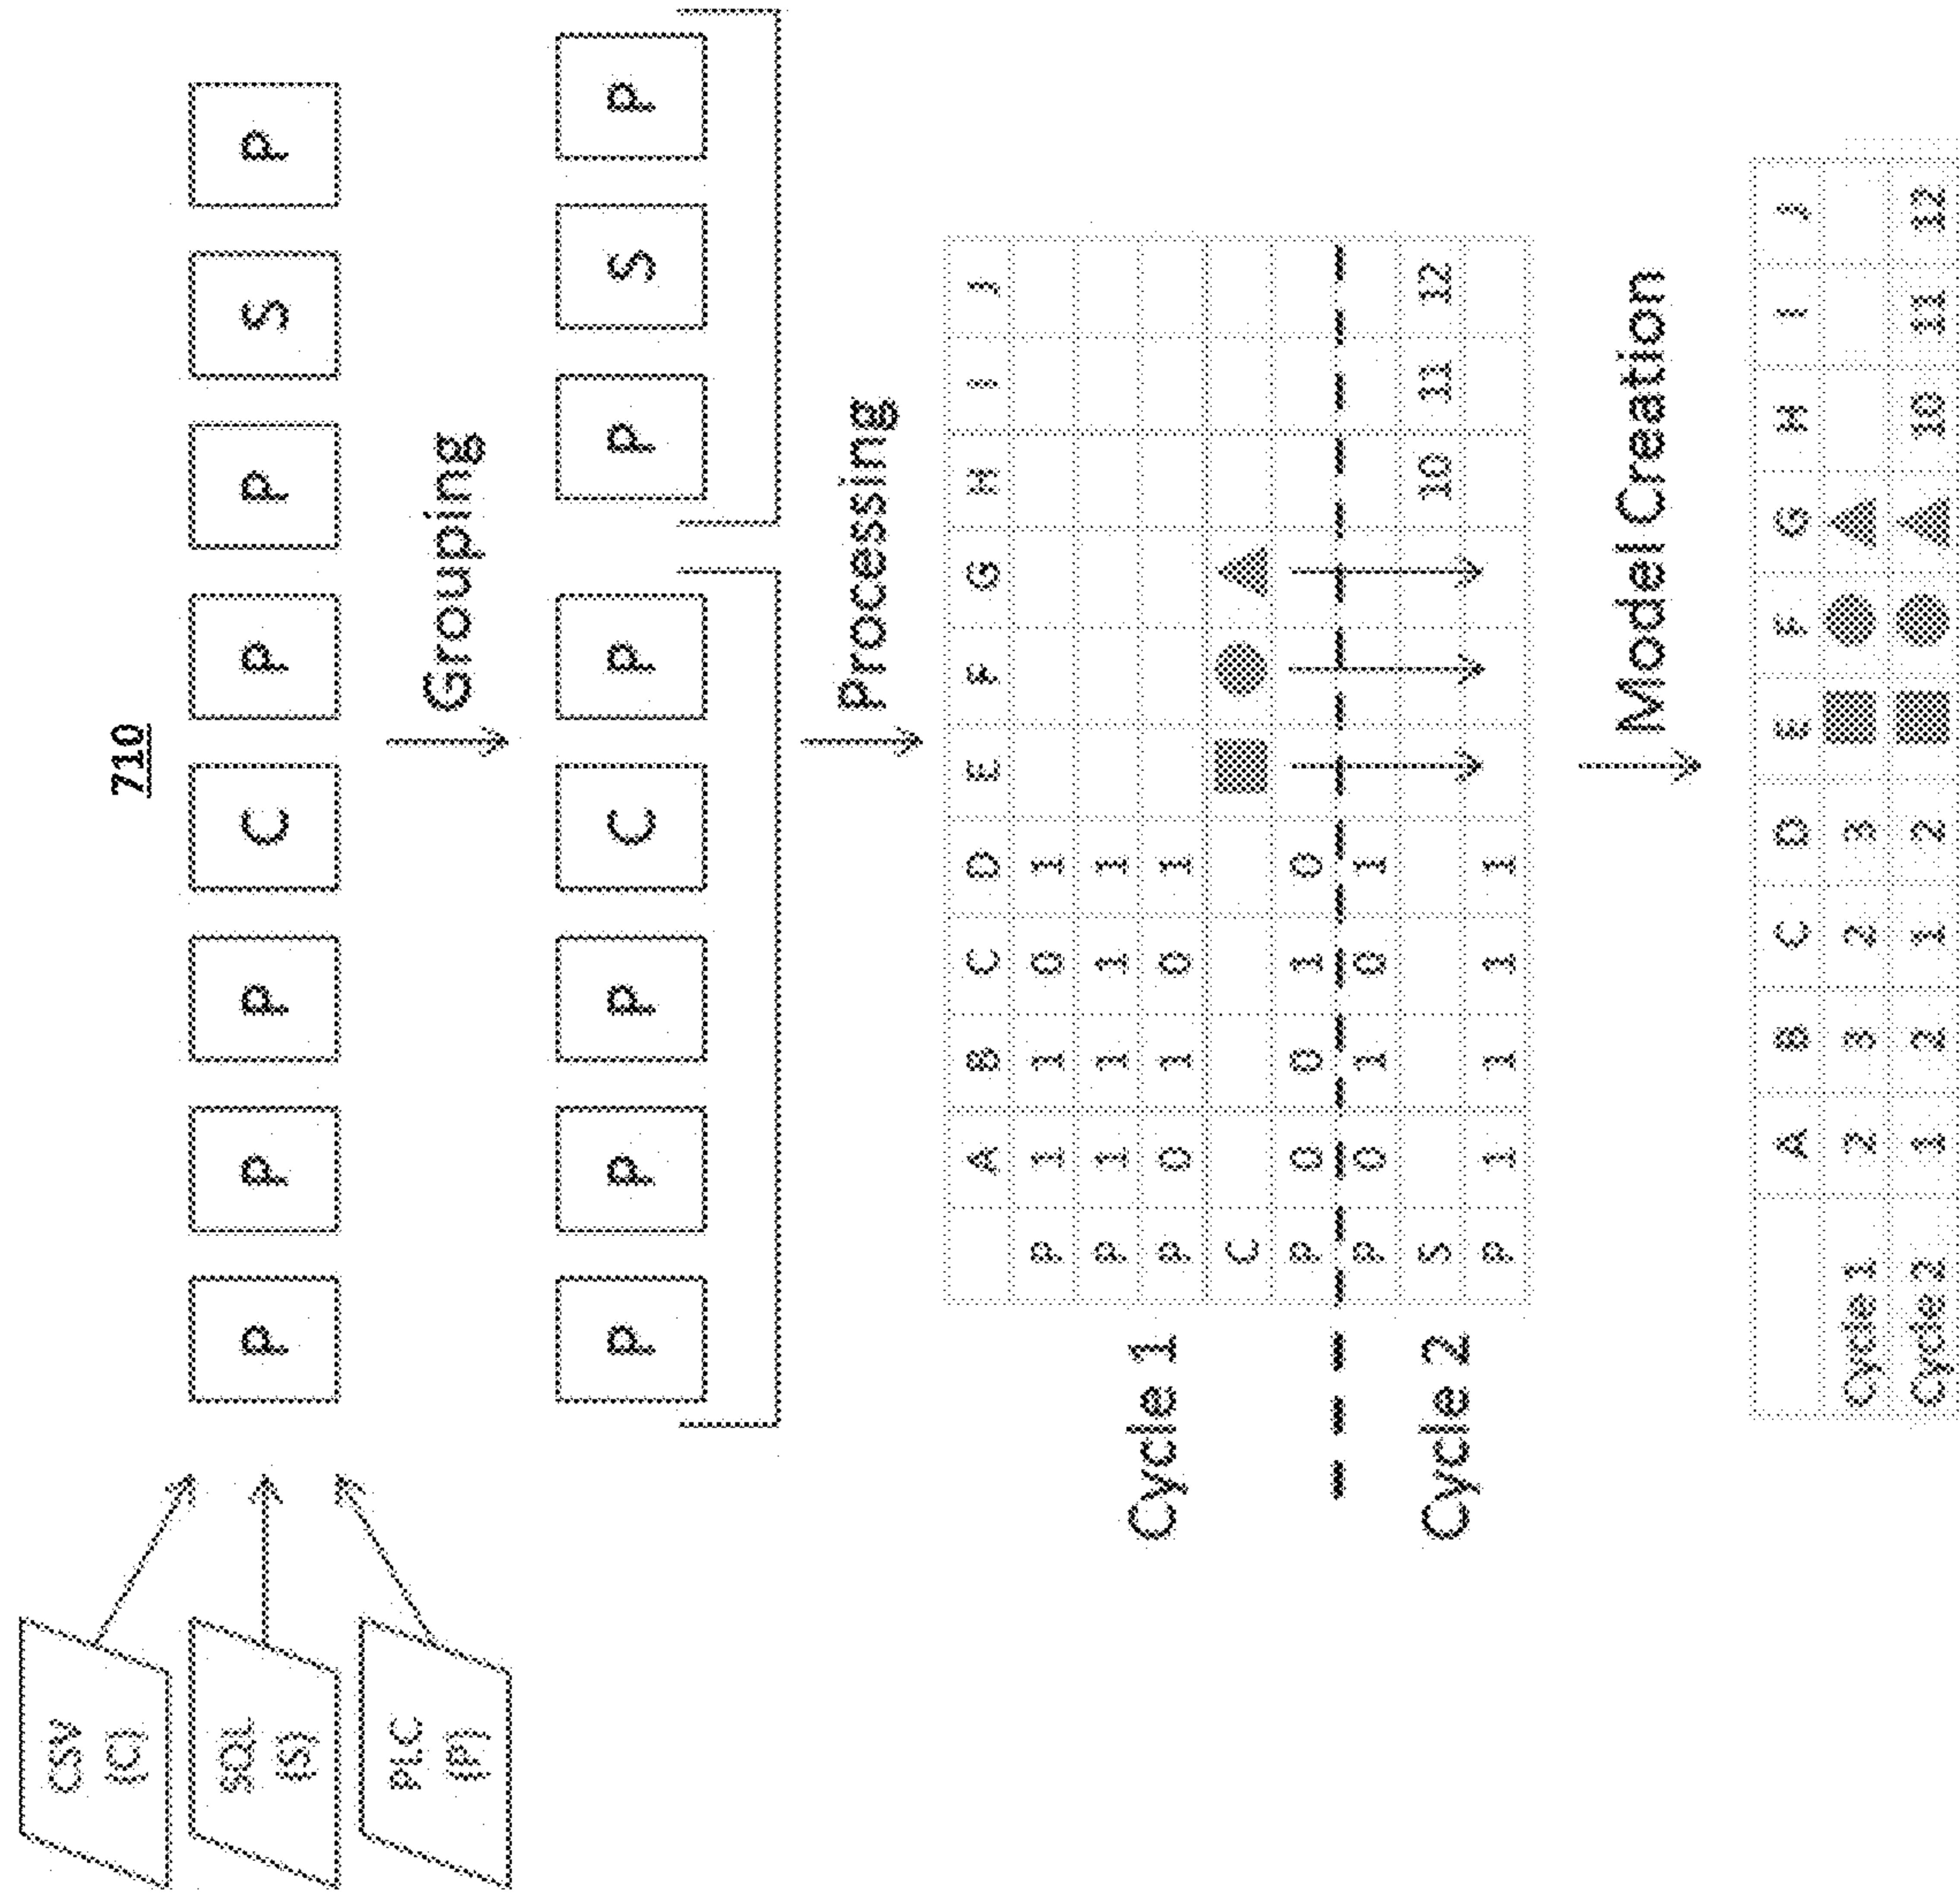 710
CSV
(C)
SQL
(S)
PLC
(P)
P P P C P P S P
Grouping
P P P C P P S P
Processing
A B C D E F G H I J
P 1 1 0 1
P 1 1 1 1
P 0 1 0 1
C
P 0 0 1 0
P 0 1 0 1
S 10 11 12
P 1 1 1 1
Cycle 1
Cycle 2
Model Creation
A B C D E F G H I J
Cycle 1 2 3 2 3
Cycle 2 1 2 1 2 10 11 12